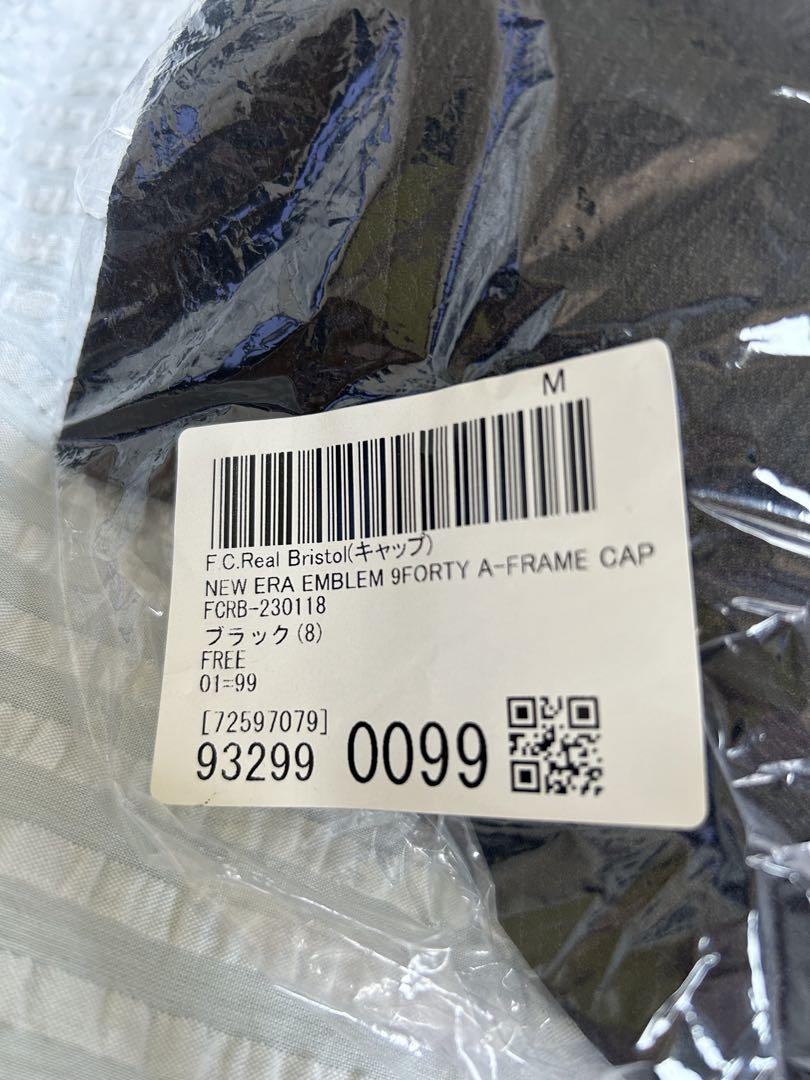 M
F.C.Real Bristol(キャップ)
NEW ERA EMBLEM 9FORTY A-FRAME CAP
FCRB-230118
ブラック(8)
FREE
01=99
[72597079]
93299 0099